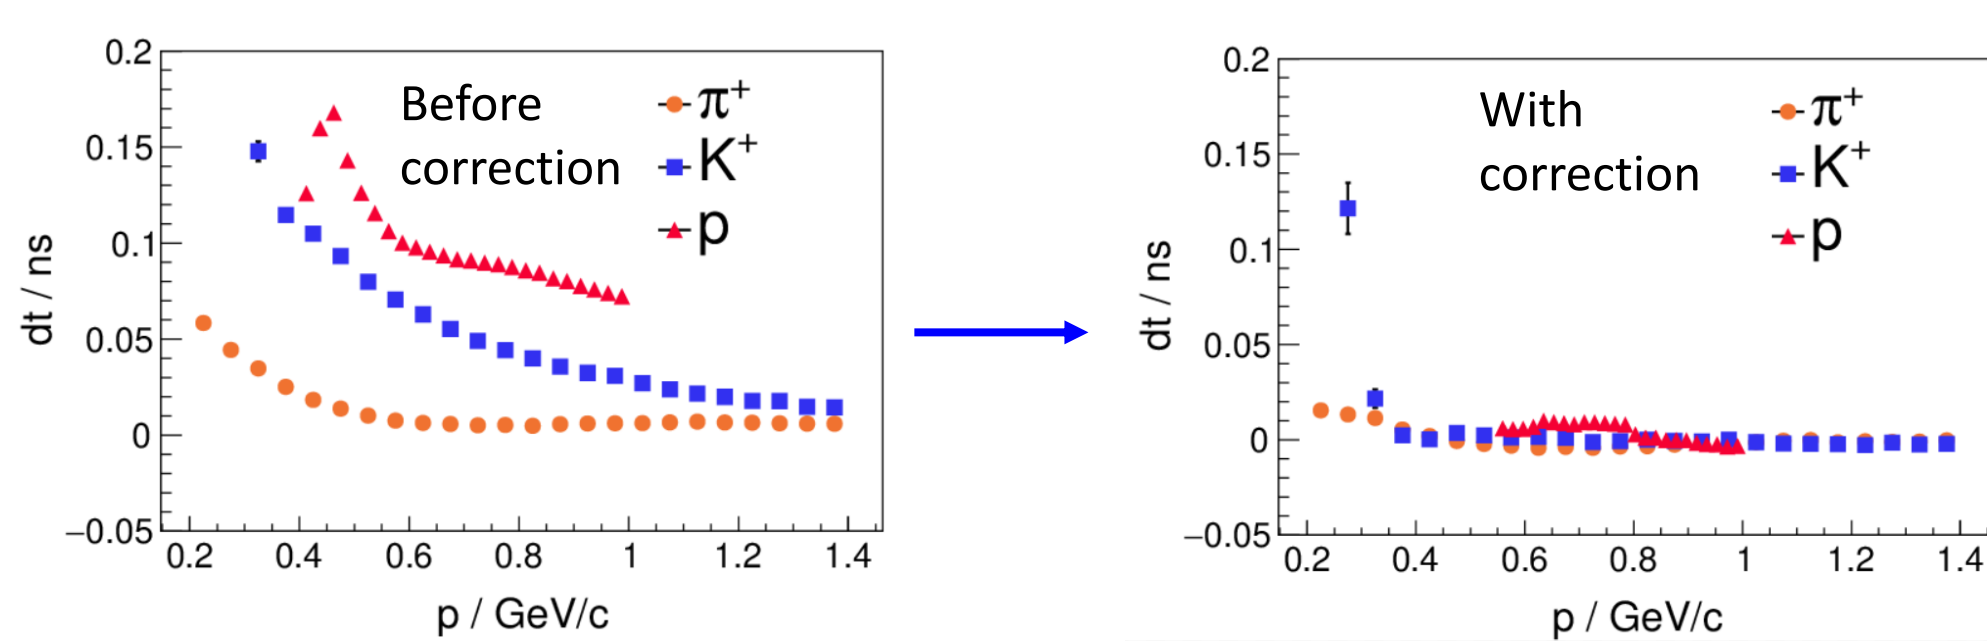 0.2
0.15
0.1
0.05
0
−0.05
0.2 0.4 0.6 0.8 1 1.2 1.4
dt / ns
p / GeV/c
Before
correction
π⁺
K⁺
p
0.2
0.15
0.1
0.05
0
−0.05
0.2 0.4 0.6 0.8 1 1.2 1.4
dt / ns
p / GeV/c
With
correction
π⁺
K⁺
p